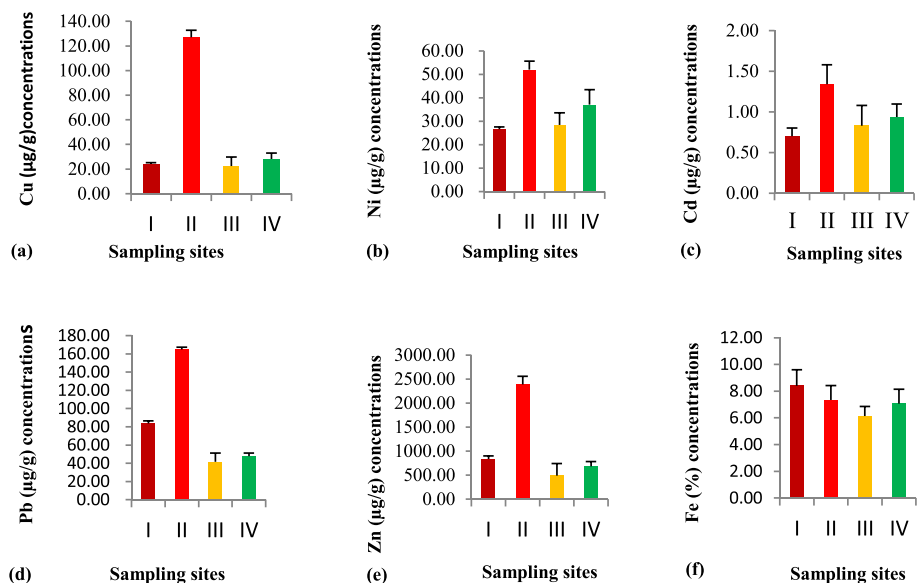 Cu (µg/g)concentrations
140.00
120.00
100.00
80.00
60.00
40.00
20.00
0.00
I II III IV
(a) Sampling sites
Ni (µg/g) concentrations
60.00
50.00
40.00
30.00
20.00
10.00
0.00
I II III IV
(b) Sampling sites
Cd (µg/g) concentrations
2.00
1.50
1.00
0.50
0.00
I II III IV
(c) Sampling sites
Pb (µg/g) concentrations
180.00
160.00
140.00
120.00
100.00
80.00
60.00
40.00
20.00
0.00
I II III IV
(d) Sampling sites
Zn (µg/g) concentrations
3000.00
2500.00
2000.00
1500.00
1000.00
500.00
0.00
I II III IV
(e) Sampling sites
Fe (%) concentrations
12.00
10.00
8.00
6.00
4.00
2.00
0.00
I II III IV
(f) Sampling sites